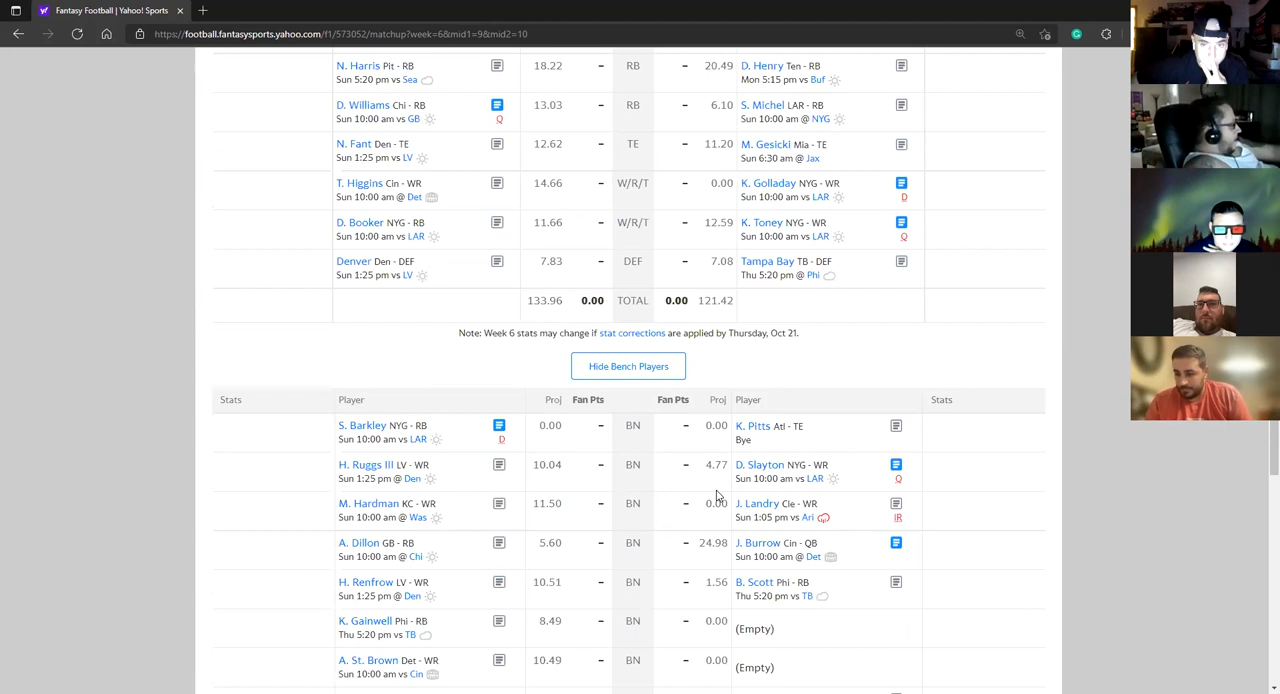 Fantasy Football | Yahoo! Sports
https://football.fantasysports.yahoo.com/f1/573052/matchup?week=6&mid1=9&mid2=10
N. Harris Pit - RB 18.22 – RB – 20.49 D. Henry Ten - RB
Sun 5:20 pm vs Sea Mon 5:15 pm vs Buf
D. Williams Chi - RB 13.03 – RB – 6.10 S. Michel LAR - RB
Sun 10:00 am vs GB Q Sun 10:00 am @ NYG
N. Fant Den - TE 12.62 – TE – 11.20 M. Gesicki Mia - TE
Sun 1:25 pm vs LV Sun 6:30 am @ Jax
T. Higgins Cin - WR 14.66 – W/R/T – 0.00 K. Golladay NYG - WR
Sun 10:00 am @ Det Sun 10:00 am vs LAR D
D. Booker NYG - RB 11.66 – W/R/T – 12.59 K. Toney NYG - WR
Sun 10:00 am vs LAR Sun 10:00 am vs LAR Q
Denver Den - DEF 7.83 – DEF – 7.08 Tampa Bay TB - DEF
Sun 1:25 pm vs LV Thu 5:20 pm @ Phi
133.96 0.00 TOTAL 0.00 121.42
Note: Week 6 stats may change if stat corrections are applied by Thursday, Oct 21.
Hide Bench Players
Stats Player Proj Fan Pts Fan Pts Proj Player Stats
S. Barkley NYG - RB 0.00 – BN – 0.00 K. Pitts Atl - TE
Sun 10:00 am vs LAR D Bye
H. Ruggs III LV - WR 10.04 – BN – 4.77 D. Slayton NYG - WR
Sun 1:25 pm vs Den Sun 10:00 am vs LAR Q
M. Hardman KC - WR 11.50 – BN – 0.00 J. Landry Cle - WR
Sun 10:00 am @ Was Sun 1:05 pm vs Ari IR
A. Dillon GB - RB 5.60 – BN – 24.98 J. Burrow Cin - QB
Sun 10:00 am @ Chi Sun 10:00 am @ Det
H. Renfrow LV - WR 10.51 – BN – 1.56 B. Scott Phi - RB
Sun 1:25 pm @ Den Thu 5:20 pm vs TB
K. Gainwell Phi - RB 8.49 – BN – 0.00 (Empty)
Thu 5:20 pm vs TB
A. St. Brown Det - WR 10.49 – BN – 0.00 (Empty)
Sun 10:00 am vs Cin